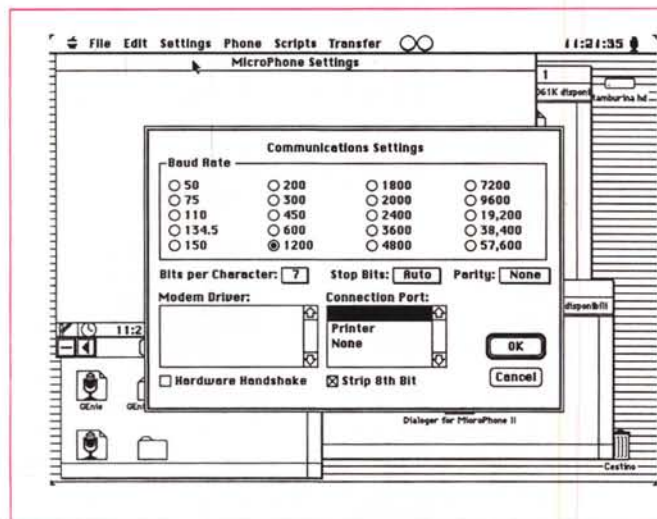 File Edit Settings Phone Scripts Transfer 11:21:35
MicroPhone Settings
1
061K disponi
Ramburina hd
Communications Settings
Baud Rate
50 200 1800 7200
75 300 2000 9600
110 450 2400 19,200
134.5 600 3600 38,400
150 1200 4800 57,600
Bits per Character: 7 Stop Bits: Auto Parity: None
Modem Driver: Connection Port:
Printer
None
disponibili
OK
Cancel
Hardware Handshake Strip 8th Bit
11:2
GEnie
Dialoger for MicroPhone II
Cestino